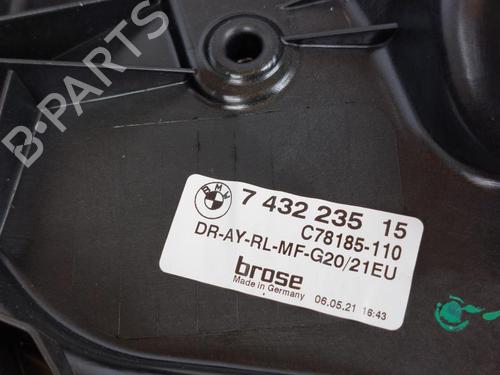 B-PARTS
BMW
7 432 235 15
C78185-110
DR-AY-RL-MF-G20/21EU
brose
Made in Germany 06.05.21 16:43